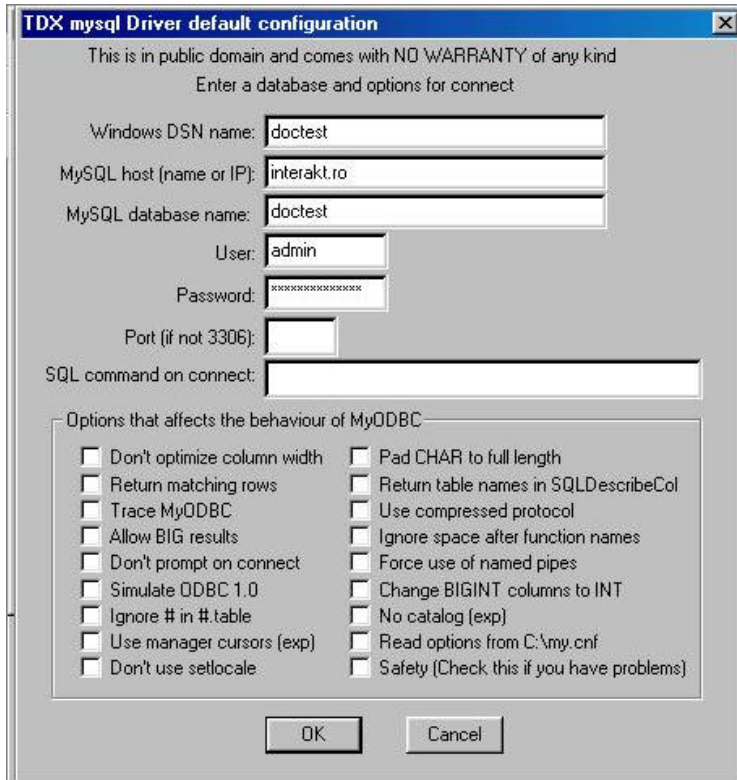 TDX mysql Driver default configuration
This is in public domain and comes with NO WARRANTY of any kind
Enter a database and options for connect
Windows DSN name: doctest
MySQL host (name or IP): interakt.ro
MySQL database name: doctest
User: admin
Password: **************
Port (if not 3306):
SQL command on connect:
Options that affects the behaviour of MyODBC
Don't optimize column width
Return matching rows
Trace MyODBC
Allow BIG results
Don't prompt on connect
Simulate ODBC 1.0
Ignore # in #.table
Use manager cursors (exp)
Don't use setlocale
Pad CHAR to full length
Return table names in SQLDescribeCol
Use compressed protocol
Ignore space after function names
Force use of named pipes
Change BIGINT columns to INT
No catalog (exp)
Read options from C:\my.cnf
Safety (Check this if you have problems)
OK
Cancel